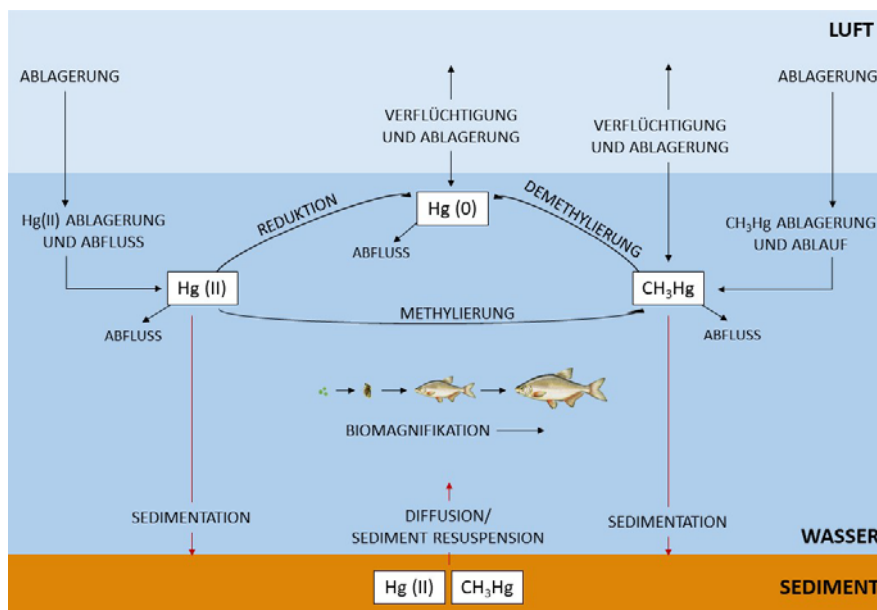 LUFT
ABLAGERUNG
ABLAGERUNG
VERFLÜCHTIGUNG
UND ABLAGERUNG
VERFLÜCHTIGUNG
UND ABLAGERUNG
REDUKTION
DEMETHYLIERUNG
Hg (0)
Hg(II) ABLAGERUNG
UND ABFLUSS
CH₃Hg ABLAGERUNG
UND ABLAUF
ABFLUSS
Hg (II)
CH₃Hg
METHYLIERUNG
ABFLUSS
ABFLUSS
BIOMAGNIFIKATION
SEDIMENTATION
DIFFUSION/
SEDIMENT RESUSPENSION
SEDIMENTATION
WASSER
Hg (II)
CH₃Hg
SEDIMENT